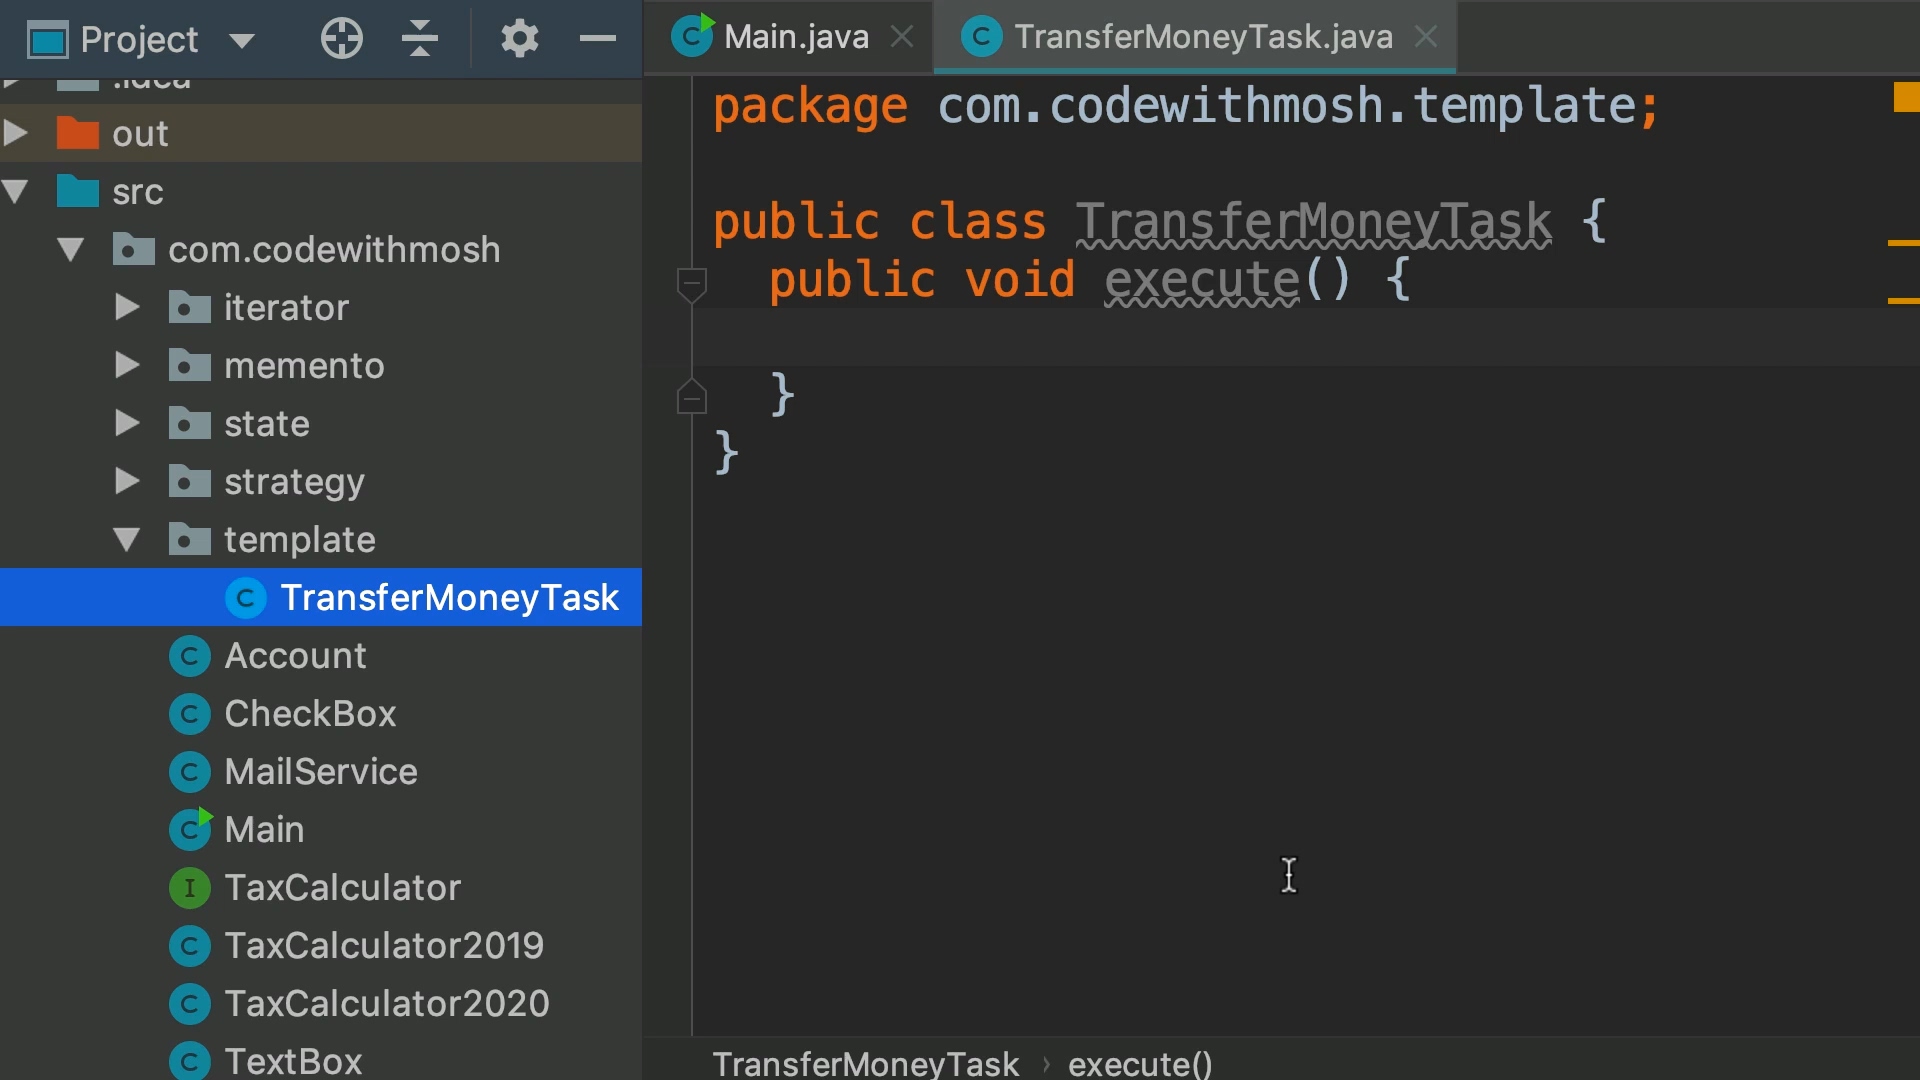 Project
Main.java
TransferMoneyTask.java
.idea
out
src
com.codewithmosh
iterator
memento
state
strategy
template
TransferMoneyTask
Account
CheckBox
MailService
Main
TaxCalculator
TaxCalculator2019
TaxCalculator2020
TextBox
package com.codewithmosh.template;
public class TransferMoneyTask {
public void execute() {
}
}
TransferMoneyTask › execute()